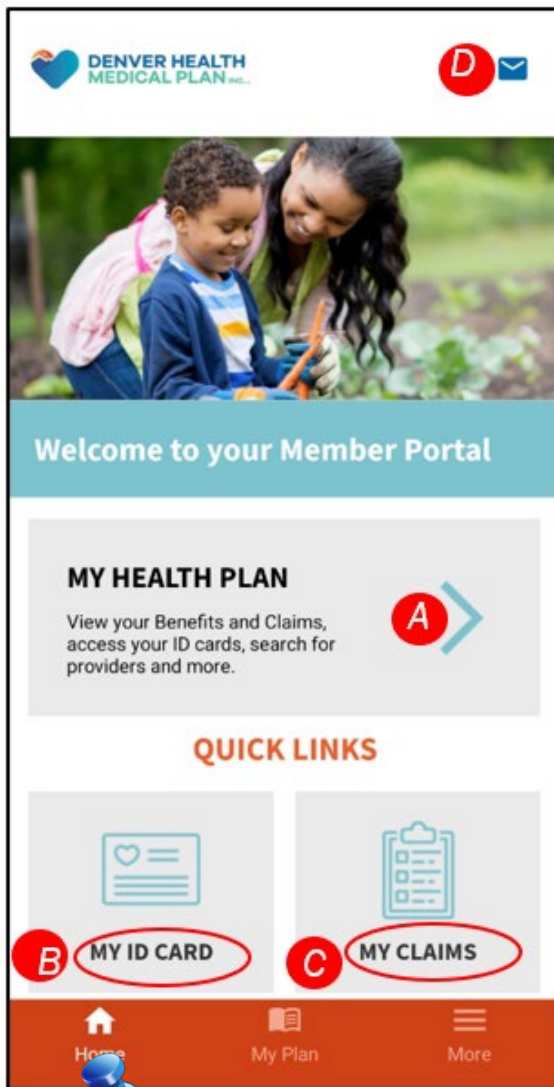 DENVER HEALTH
MEDICAL PLAN INC.
D
Welcome to your Member Portal
MY HEALTH PLAN
View your Benefits and Claims,
access your ID cards, search for
providers and more.
A
QUICK LINKS
B MY ID CARD
C MY CLAIMS
Home My Plan More